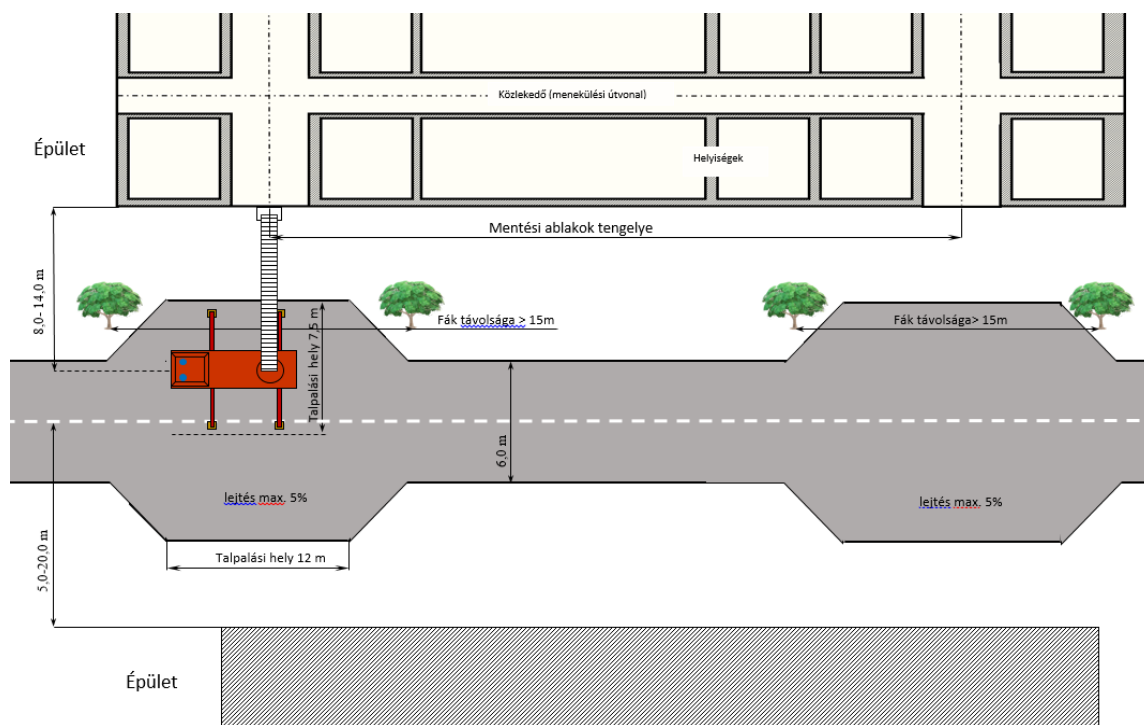 Közlekedő (menekülési útvonal)
Épület
Helyiségek
Mentési ablakok tengelye
8,0- 14,0 m
Fák távolsága > 15m
Fák távolsága> 15m
Talpalási hely 7,5 m
6,0 m
lejtés max. 5%
lejtés max. 5%
Talpalási hely 12 m
5,0-20,0 m
Épület